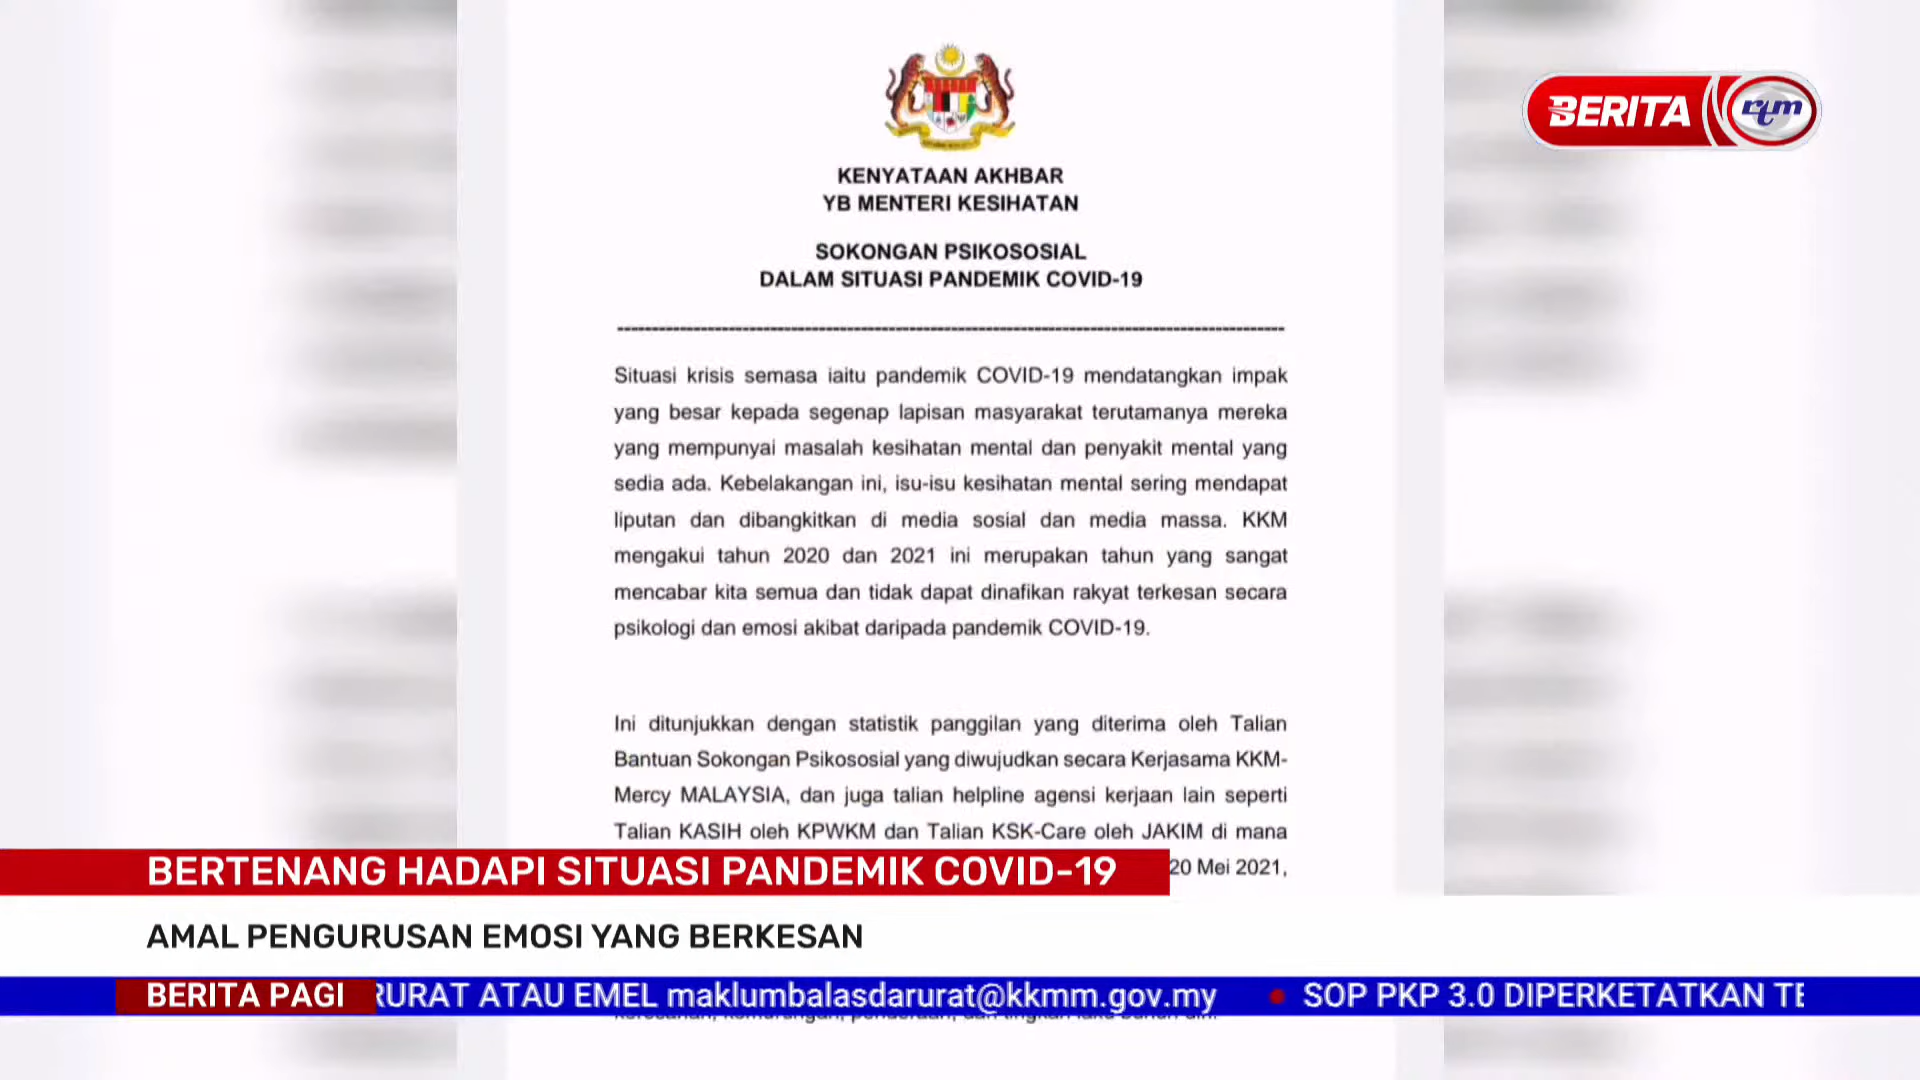 BERITA rtm
KENYATAAN AKHBAR
YB MENTERI KESIHATAN
SOKONGAN PSIKOSOSIAL
DALAM SITUASI PANDEMIK COVID-19
Situasi krisis semasa iaitu pandemik COVID-19 mendatangkan impak
yang besar kepada segenap lapisan masyarakat terutamanya mereka
yang mempunyai masalah kesihatan mental dan penyakit mental yang
sedia ada. Kebelakangan ini, isu-isu kesihatan mental sering mendapat
liputan dan dibangkitkan di media sosial dan media massa. KKM
mengakui tahun 2020 dan 2021 ini merupakan tahun yang sangat
mencabar kita semua dan tidak dapat dinafikan rakyat terkesan secara
psikologi dan emosi akibat daripada pandemik COVID-19.
Ini ditunjukkan dengan statistik panggilan yang diterima oleh Talian
Bantuan Sokongan Psikososial yang diwujudkan secara Kerjasama KKM-
Mercy MALAYSIA, dan juga talian helpline agensi kerjaan lain seperti
Talian KASIH oleh KPWKM dan Talian KSK-Care oleh JAKIM di mana
20 Mei 2021,
BERTENANG HADAPI SITUASI PANDEMIK COVID-19
AMAL PENGURUSAN EMOSI YANG BERKESAN
BERITA PAGI RURAT ATAU EMEL maklumbalasdarurat@kkmm.gov.my • SOP PKP 3.0 DIPERKETATKAN TE